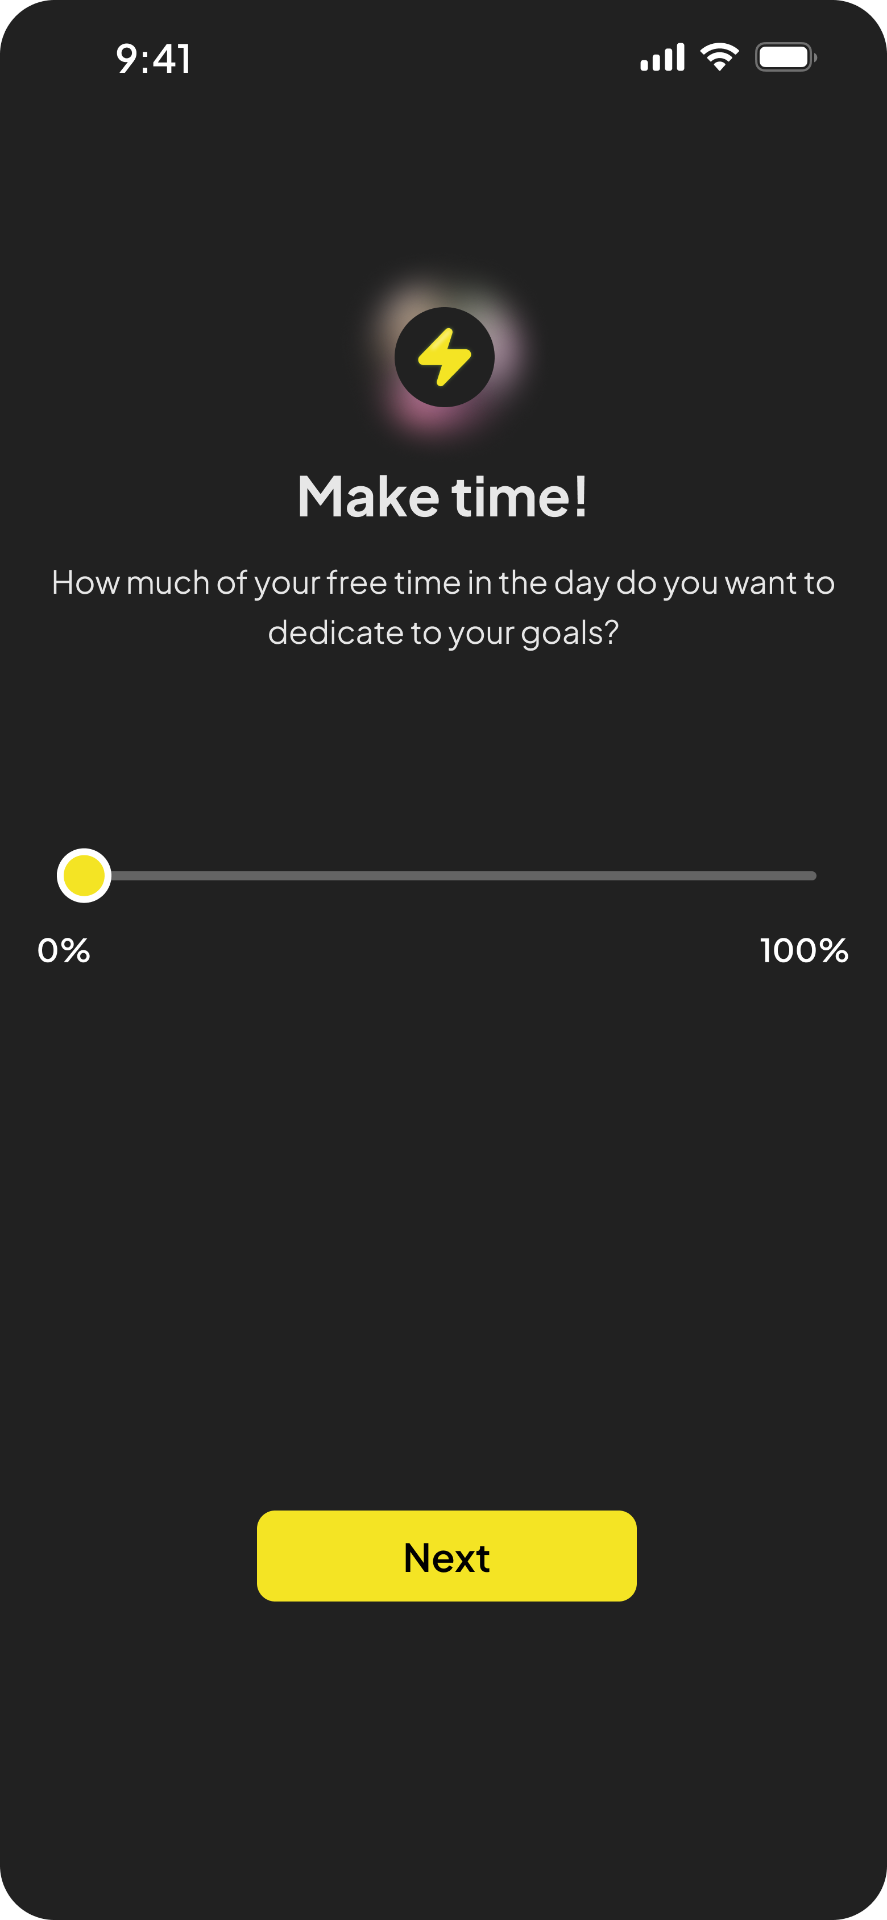 9:41
Make time!
How much of your free time in the day do you want to
dedicate to your goals?
0% 100%
Next